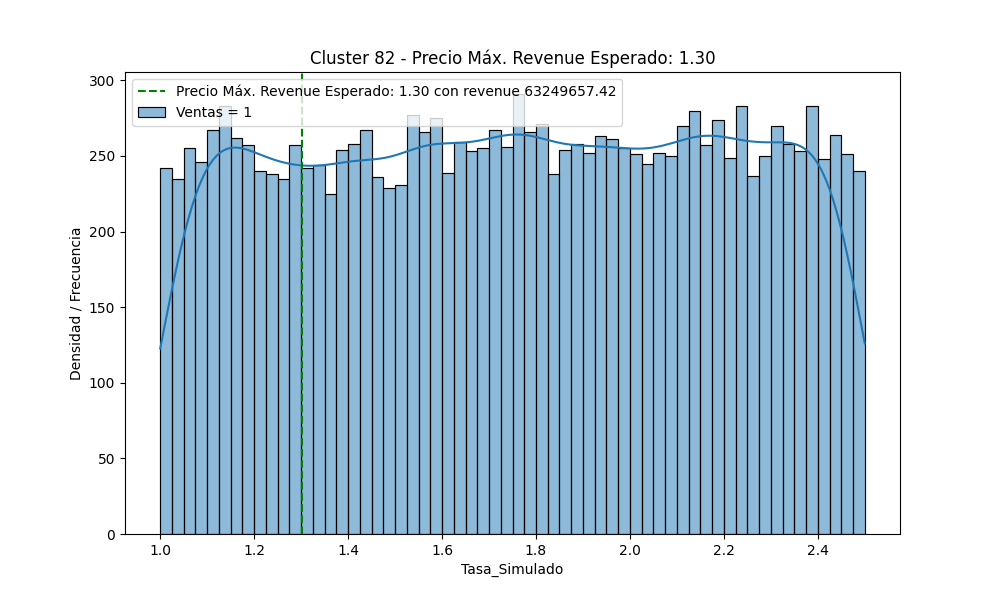 Cluster 82 - Precio Máx. Revenue Esperado: 1.30
Precio Máx. Revenue Esperado: 1.30 con revenue 63249657.42
Ventas = 1
Densidad / Frecuencia
300
250
200
150
100
50
0
1.0 1.2 1.4 1.6 1.8 2.0 2.2 2.4
Tasa_Simulado